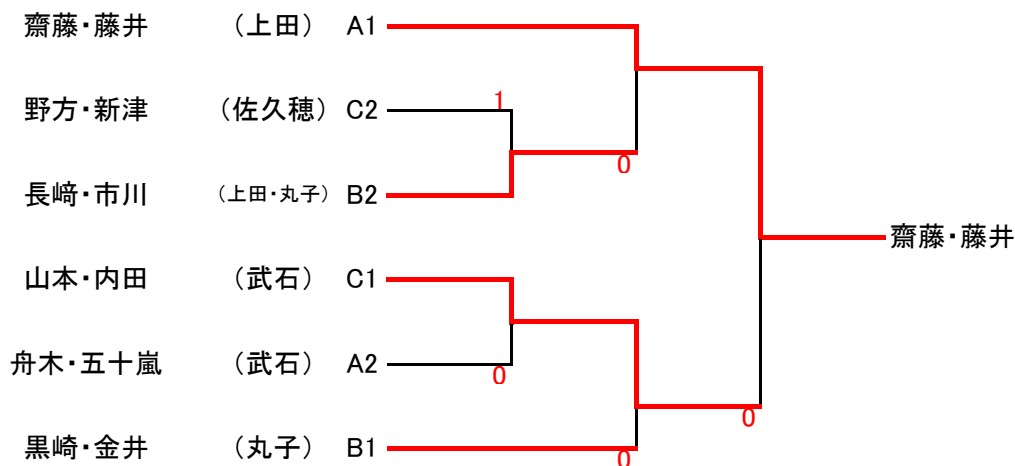 齋藤・藤井 （上田） A1
野方・新津 （佐久穂） C2 1
0
長﨑・市川 （上田・丸子） B2
齋藤・藤井
山本・内田 （武石） C1
舟木・五十嵐 （武石） A2 0
0
黒崎・金井 （丸子） B1 0